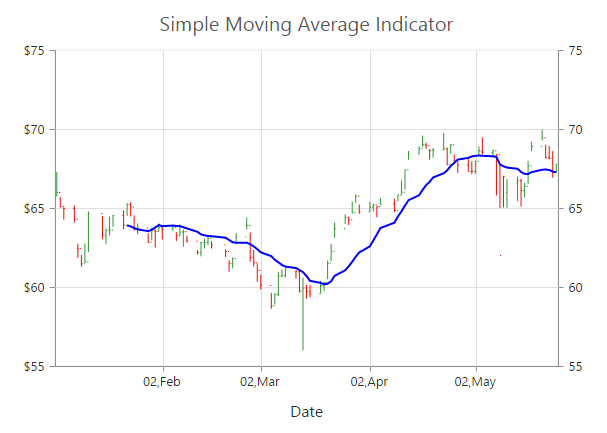 Simple Moving Average Indicator
$75 75
$70 70
$65 65
$60 60
$55 55
02,Feb 02,Mar 02,Apr 02,May
Date